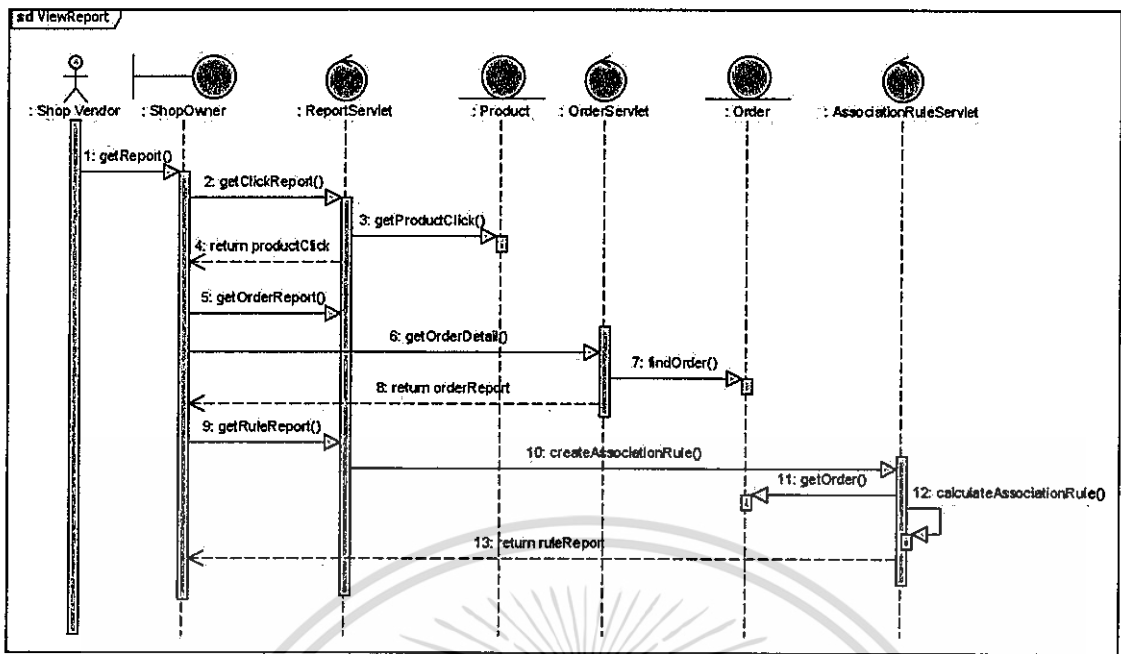 sd ViewReport
: Shop Vendor
: ShopOwner
: ReportServlet
: Product
: OrderServlet
: Order
: AssociationRuleServlet
1: getReport()
2: getClickReport()
3: getProductClick()
4: return productClick
5: getOrderReport()
6: getOrderDetail()
7: findOrder()
8: return orderReport
9: getRuleReport()
10: createAssociationRule()
11: getOrder()
12: calculateAssociationRule()
13: return ruleReport